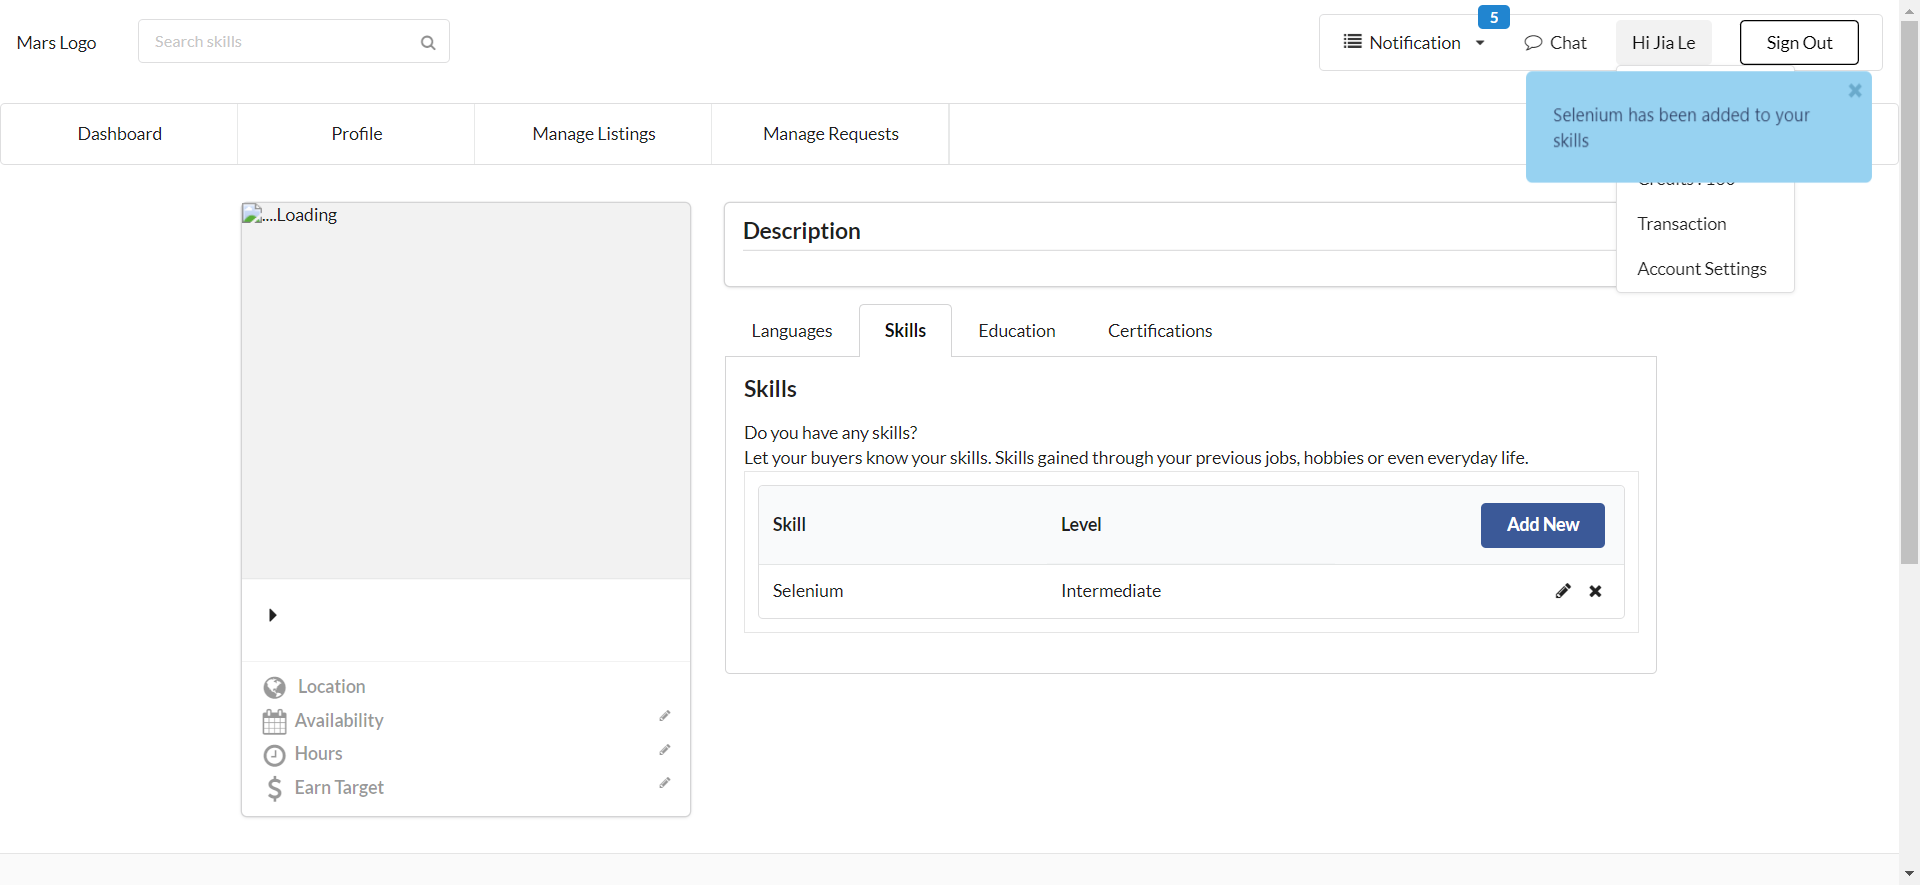 Mars Logo
Search skills
5
Notification
Chat
Hi Jia Le
Sign Out
Selenium has been added to your
skills
Dashboard
Profile
Manage Listings
Manage Requests
Transaction
Account Settings
....Loading
Description
Languages
Skills
Education
Certifications
Skills
Do you have any skills?
Let your buyers know your skills. Skills gained through your previous jobs, hobbies or even everyday life.
Skill
Level
Add New
Selenium
Intermediate
Location
Availability
Hours
Earn Target